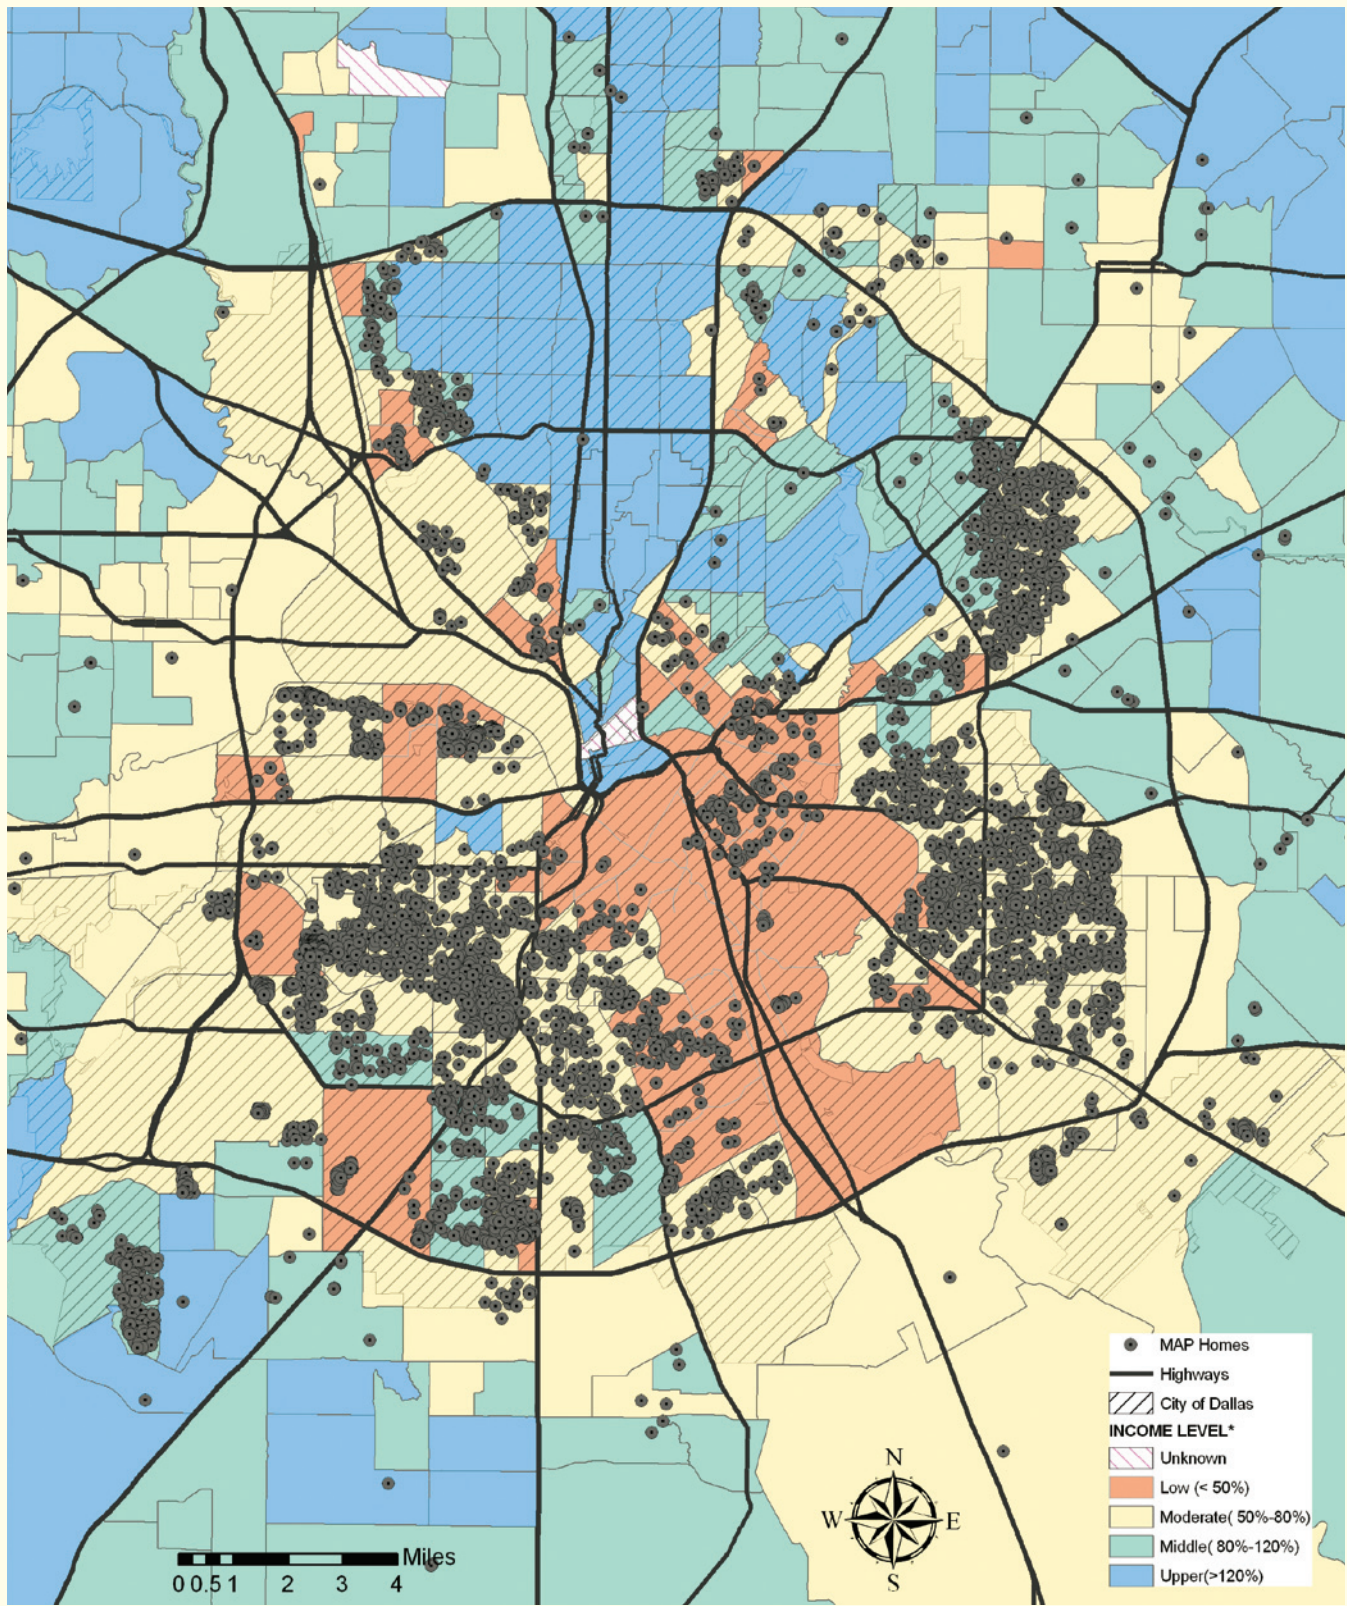 MAP Homes
Highways
City of Dallas
INCOME LEVEL*
Unknown
Low (< 50%)
Moderate( 50%-80%)
Middle( 80%-120%)
Upper(>120%)
N
W E
S
Miles
0 0.5 1 2 3 4